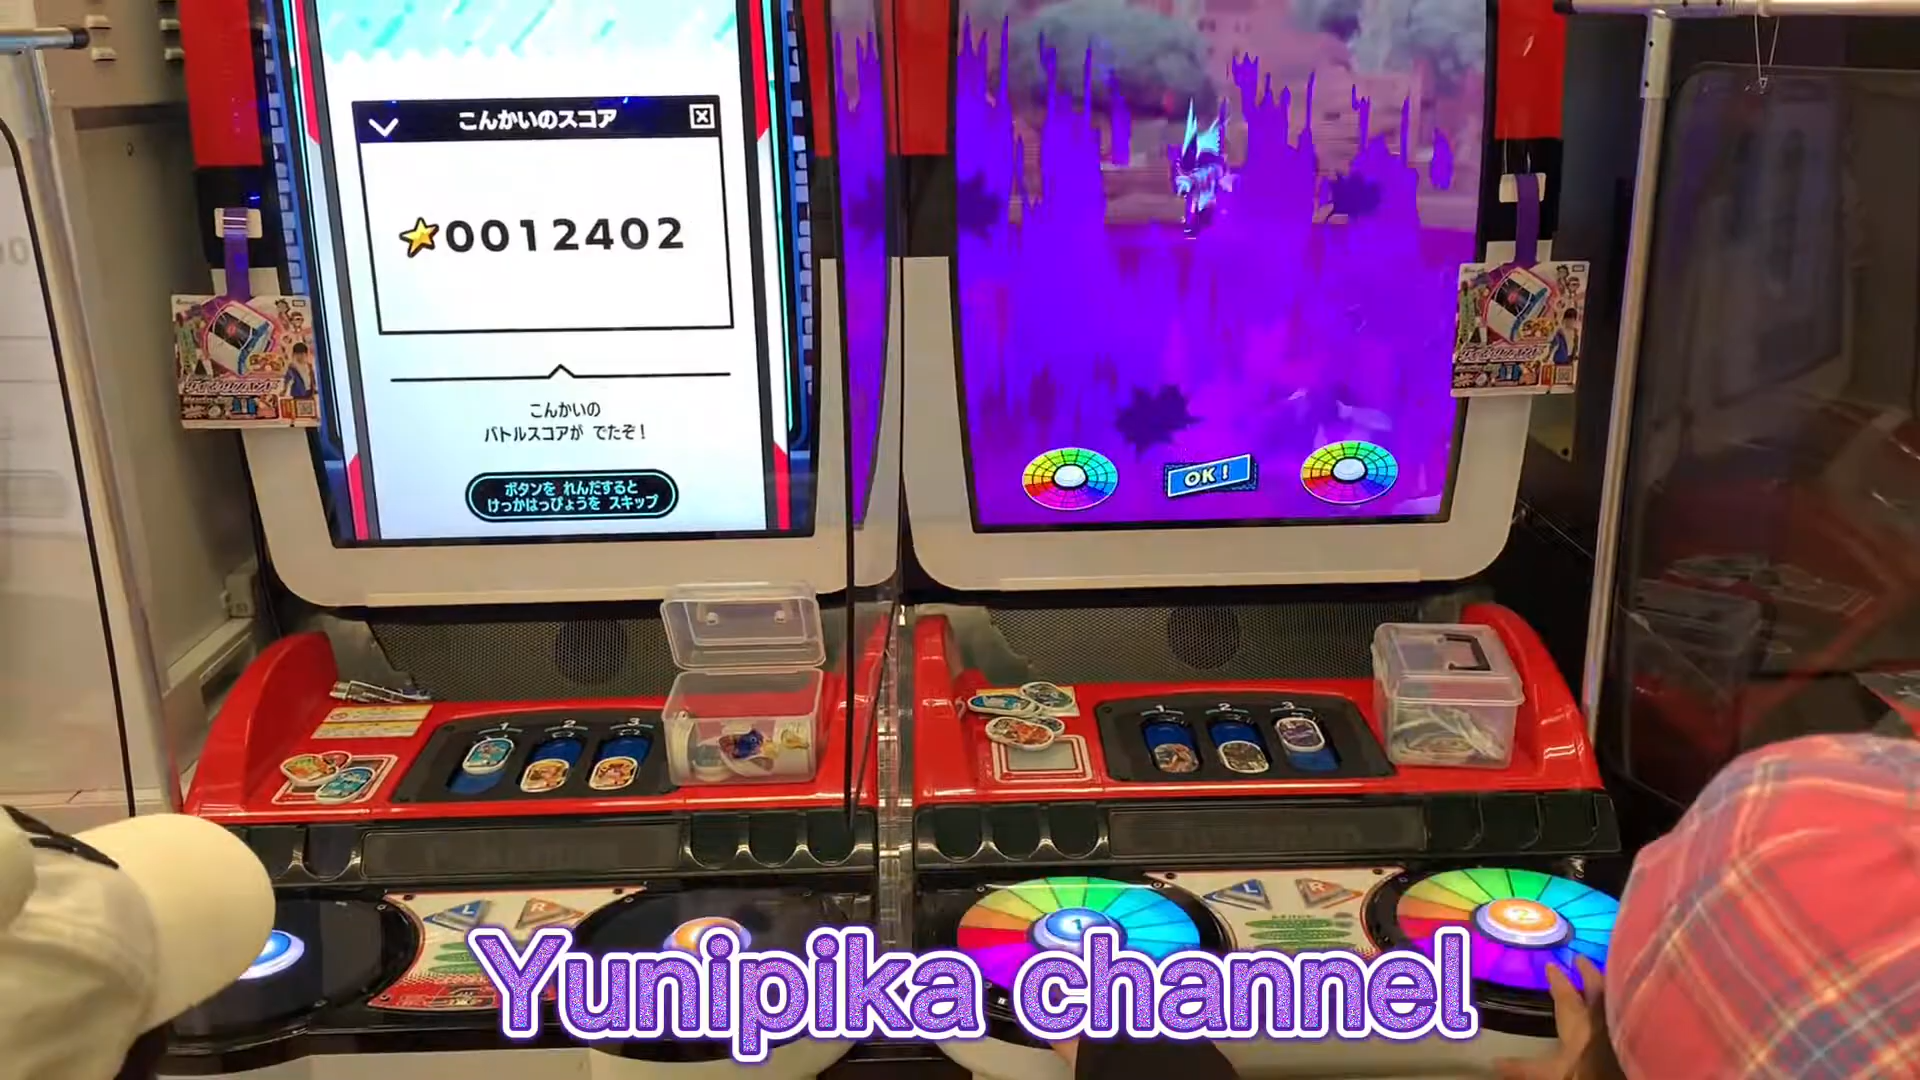 こんかいのスコア
0012402
こんかいの
バトルスコアが でたぞ！
ボタンを れんだすると
けっかはっぴょうを スキップ
OK!
1 2 3
1 2 3
L R
L R
1
2
Yunipika channel